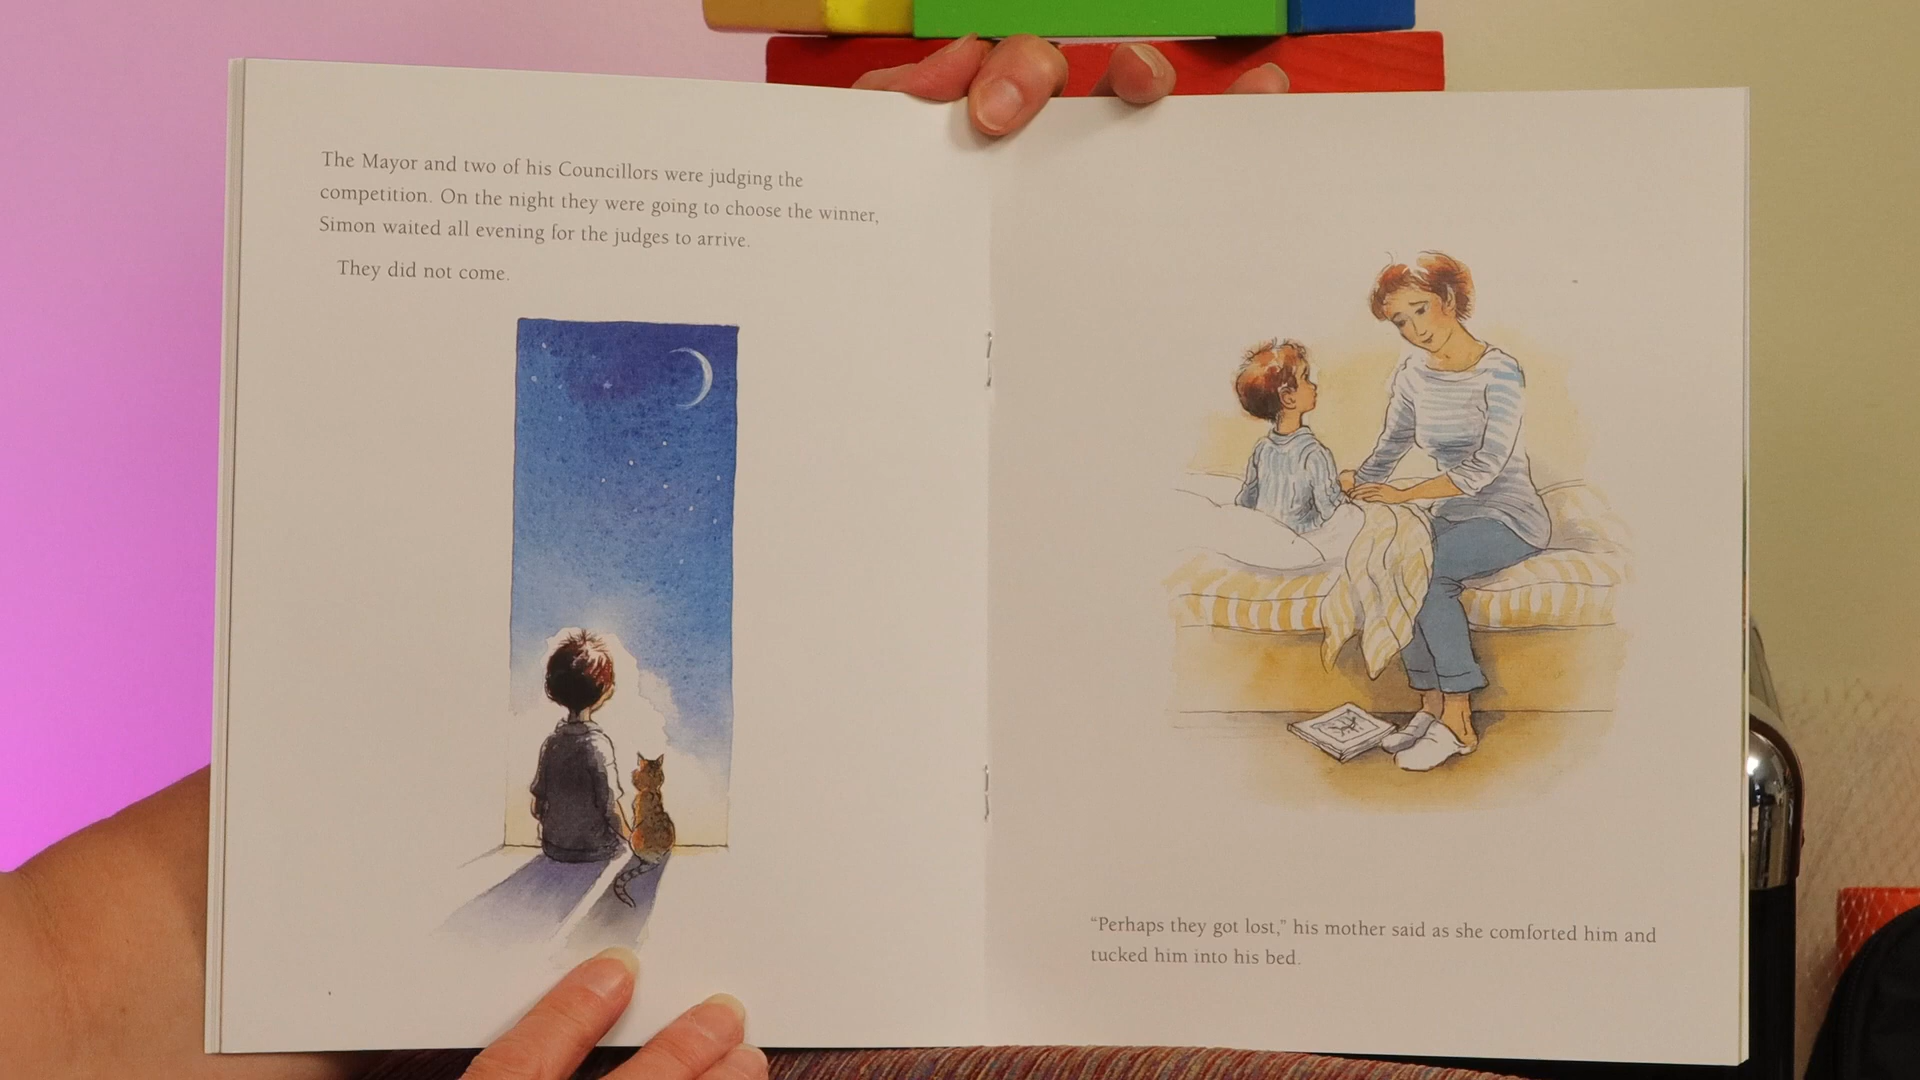 The Mayor and two of his Councillors were judging the
competition. On the night they were going to choose the winner,
Simon waited all evening for the judges to arrive.
They did not come.
“Perhaps they got lost,” his mother said as she comforted him and
tucked him into his bed.